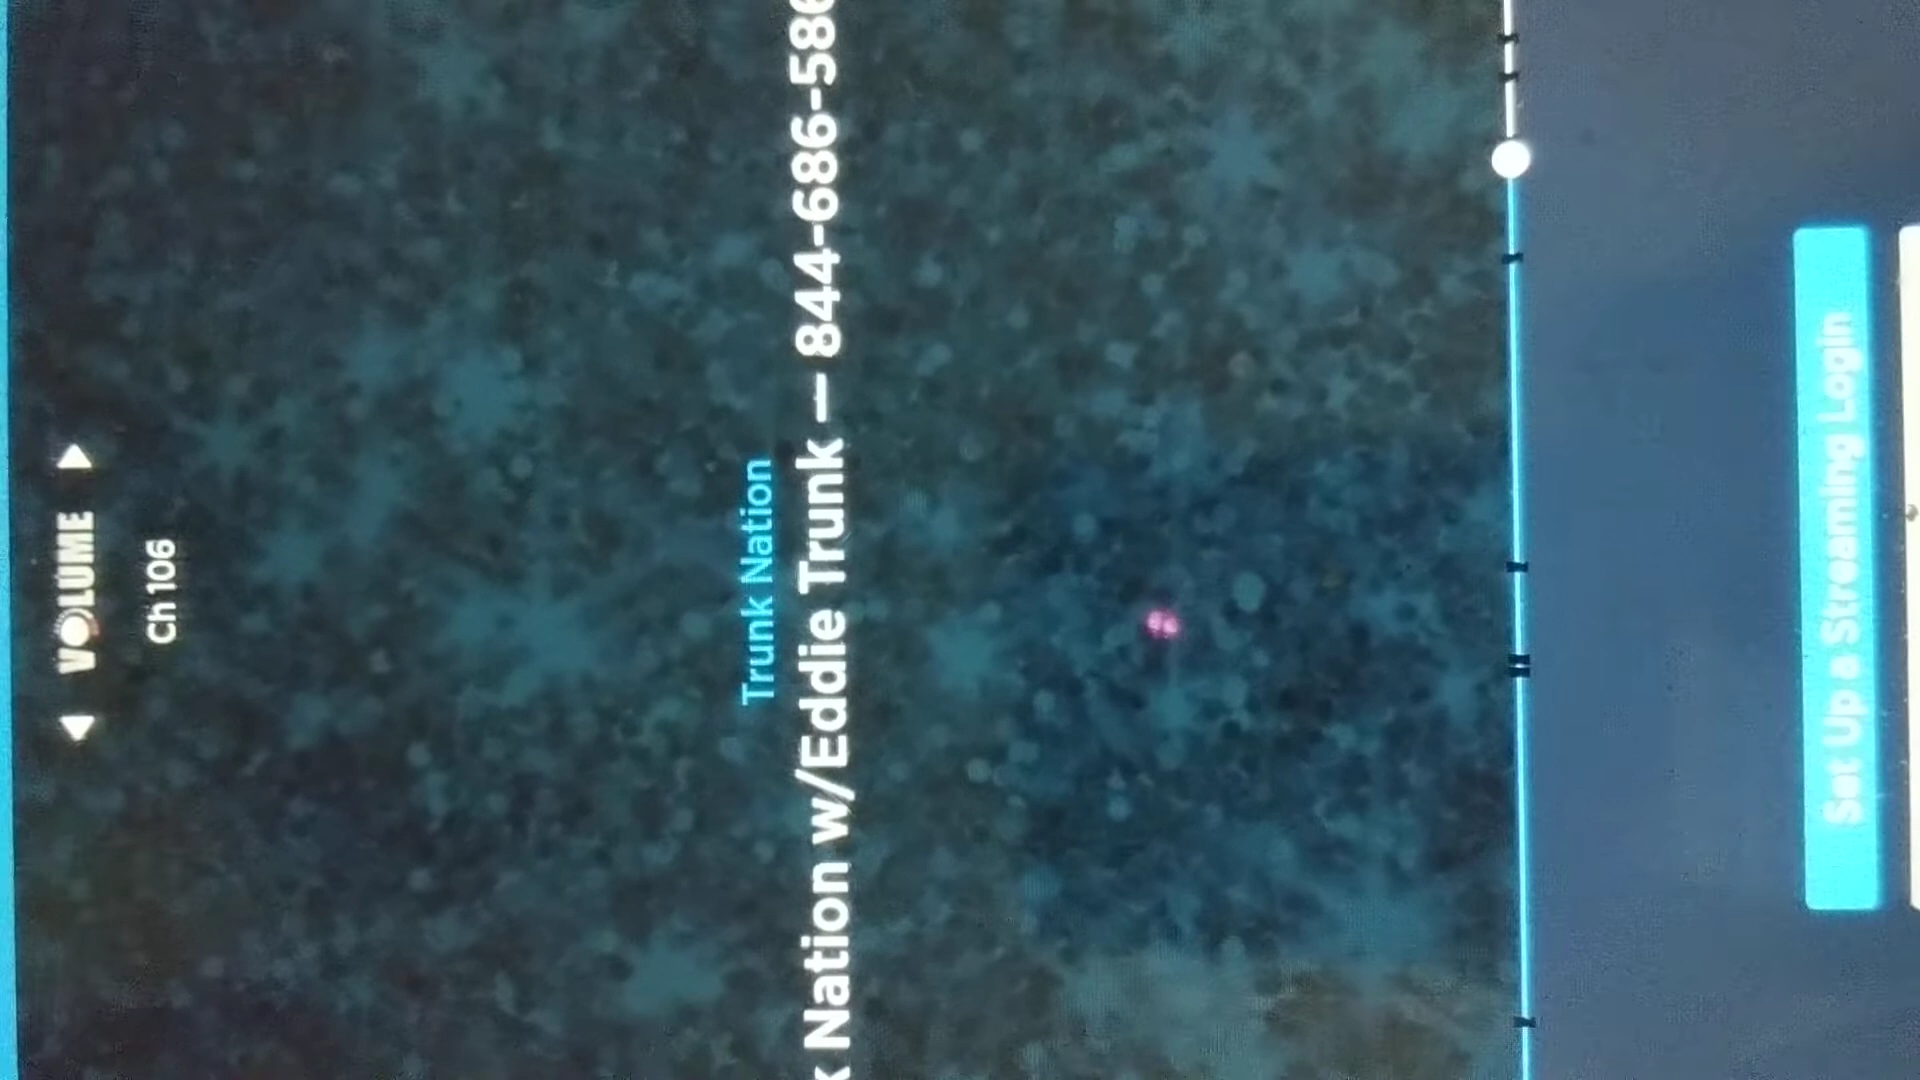 VOLUME
Ch 106
Trunk Nation
k Nation w/Eddie Trunk – 844-686-586
Set Up a Streaming Login